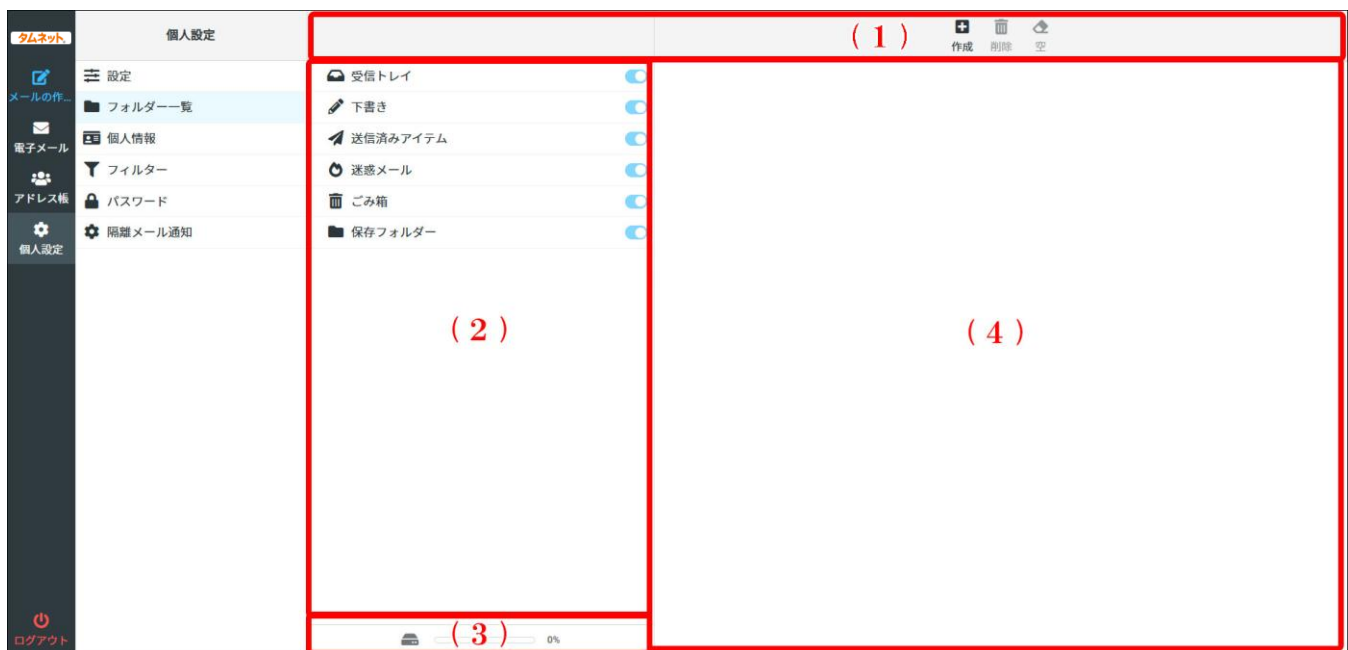 タムネット
メールの作…
電子メール
アドレス帳
個人設定
ログアウト
個人設定
設定
フォルダー一覧
個人情報
フィルター
パスワード
隔離メール通知
(1)
作成
削除
空
受信トレイ
下書き
送信済みアイテム
迷惑メール
ごみ箱
保存フォルダー
(2)
(3)
0%
(4)